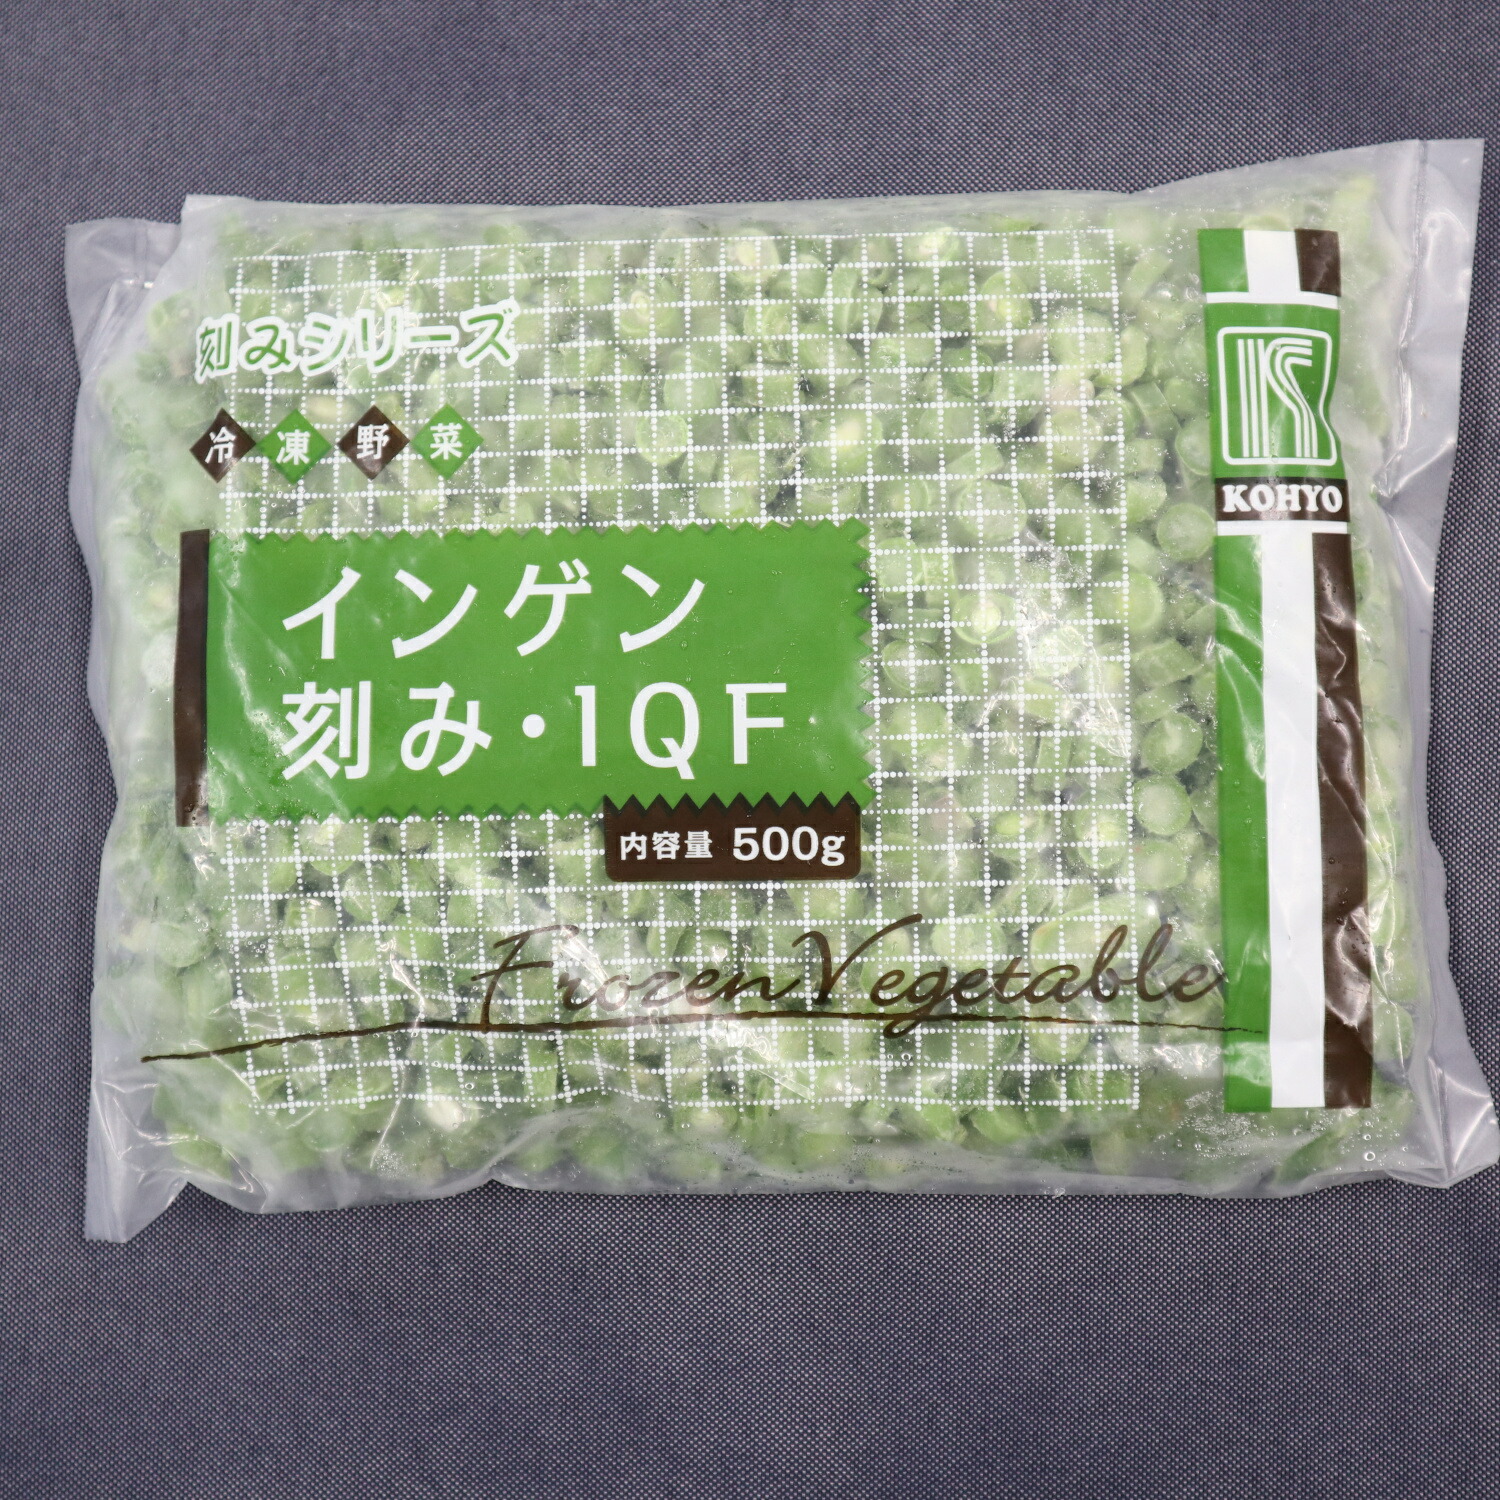 刻みシリーズ
冷凍野菜
インゲン
刻み・IQF
内容量 500g
Frozen Vegetable
KOHYO